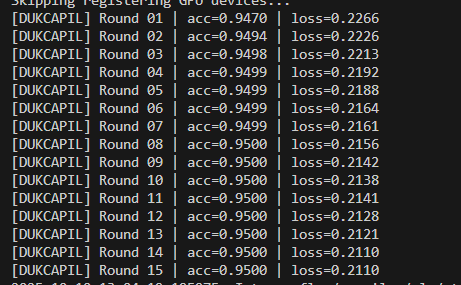 Skipping registering GPU devices...
[DUKCAPIL] Round 01 | acc=0.9470 | loss=0.2266
[DUKCAPIL] Round 02 | acc=0.9494 | loss=0.2226
[DUKCAPIL] Round 03 | acc=0.9498 | loss=0.2213
[DUKCAPIL] Round 04 | acc=0.9499 | loss=0.2192
[DUKCAPIL] Round 05 | acc=0.9499 | loss=0.2188
[DUKCAPIL] Round 06 | acc=0.9499 | loss=0.2164
[DUKCAPIL] Round 07 | acc=0.9499 | loss=0.2161
[DUKCAPIL] Round 08 | acc=0.9500 | loss=0.2156
[DUKCAPIL] Round 09 | acc=0.9500 | loss=0.2142
[DUKCAPIL] Round 10 | acc=0.9500 | loss=0.2138
[DUKCAPIL] Round 11 | acc=0.9500 | loss=0.2141
[DUKCAPIL] Round 12 | acc=0.9500 | loss=0.2128
[DUKCAPIL] Round 13 | acc=0.9500 | loss=0.2121
[DUKCAPIL] Round 14 | acc=0.9500 | loss=0.2110
[DUKCAPIL] Round 15 | acc=0.9500 | loss=0.2110